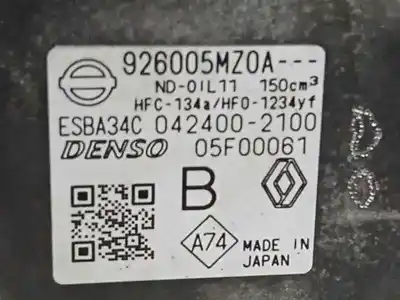 926005MZ0A---
ND-OIL11 150cm³
HFC-134a/HFO-1234yf
ESBA34C 042400-2100
DENSO 05F00061
B
A74
MADE IN
JAPAN